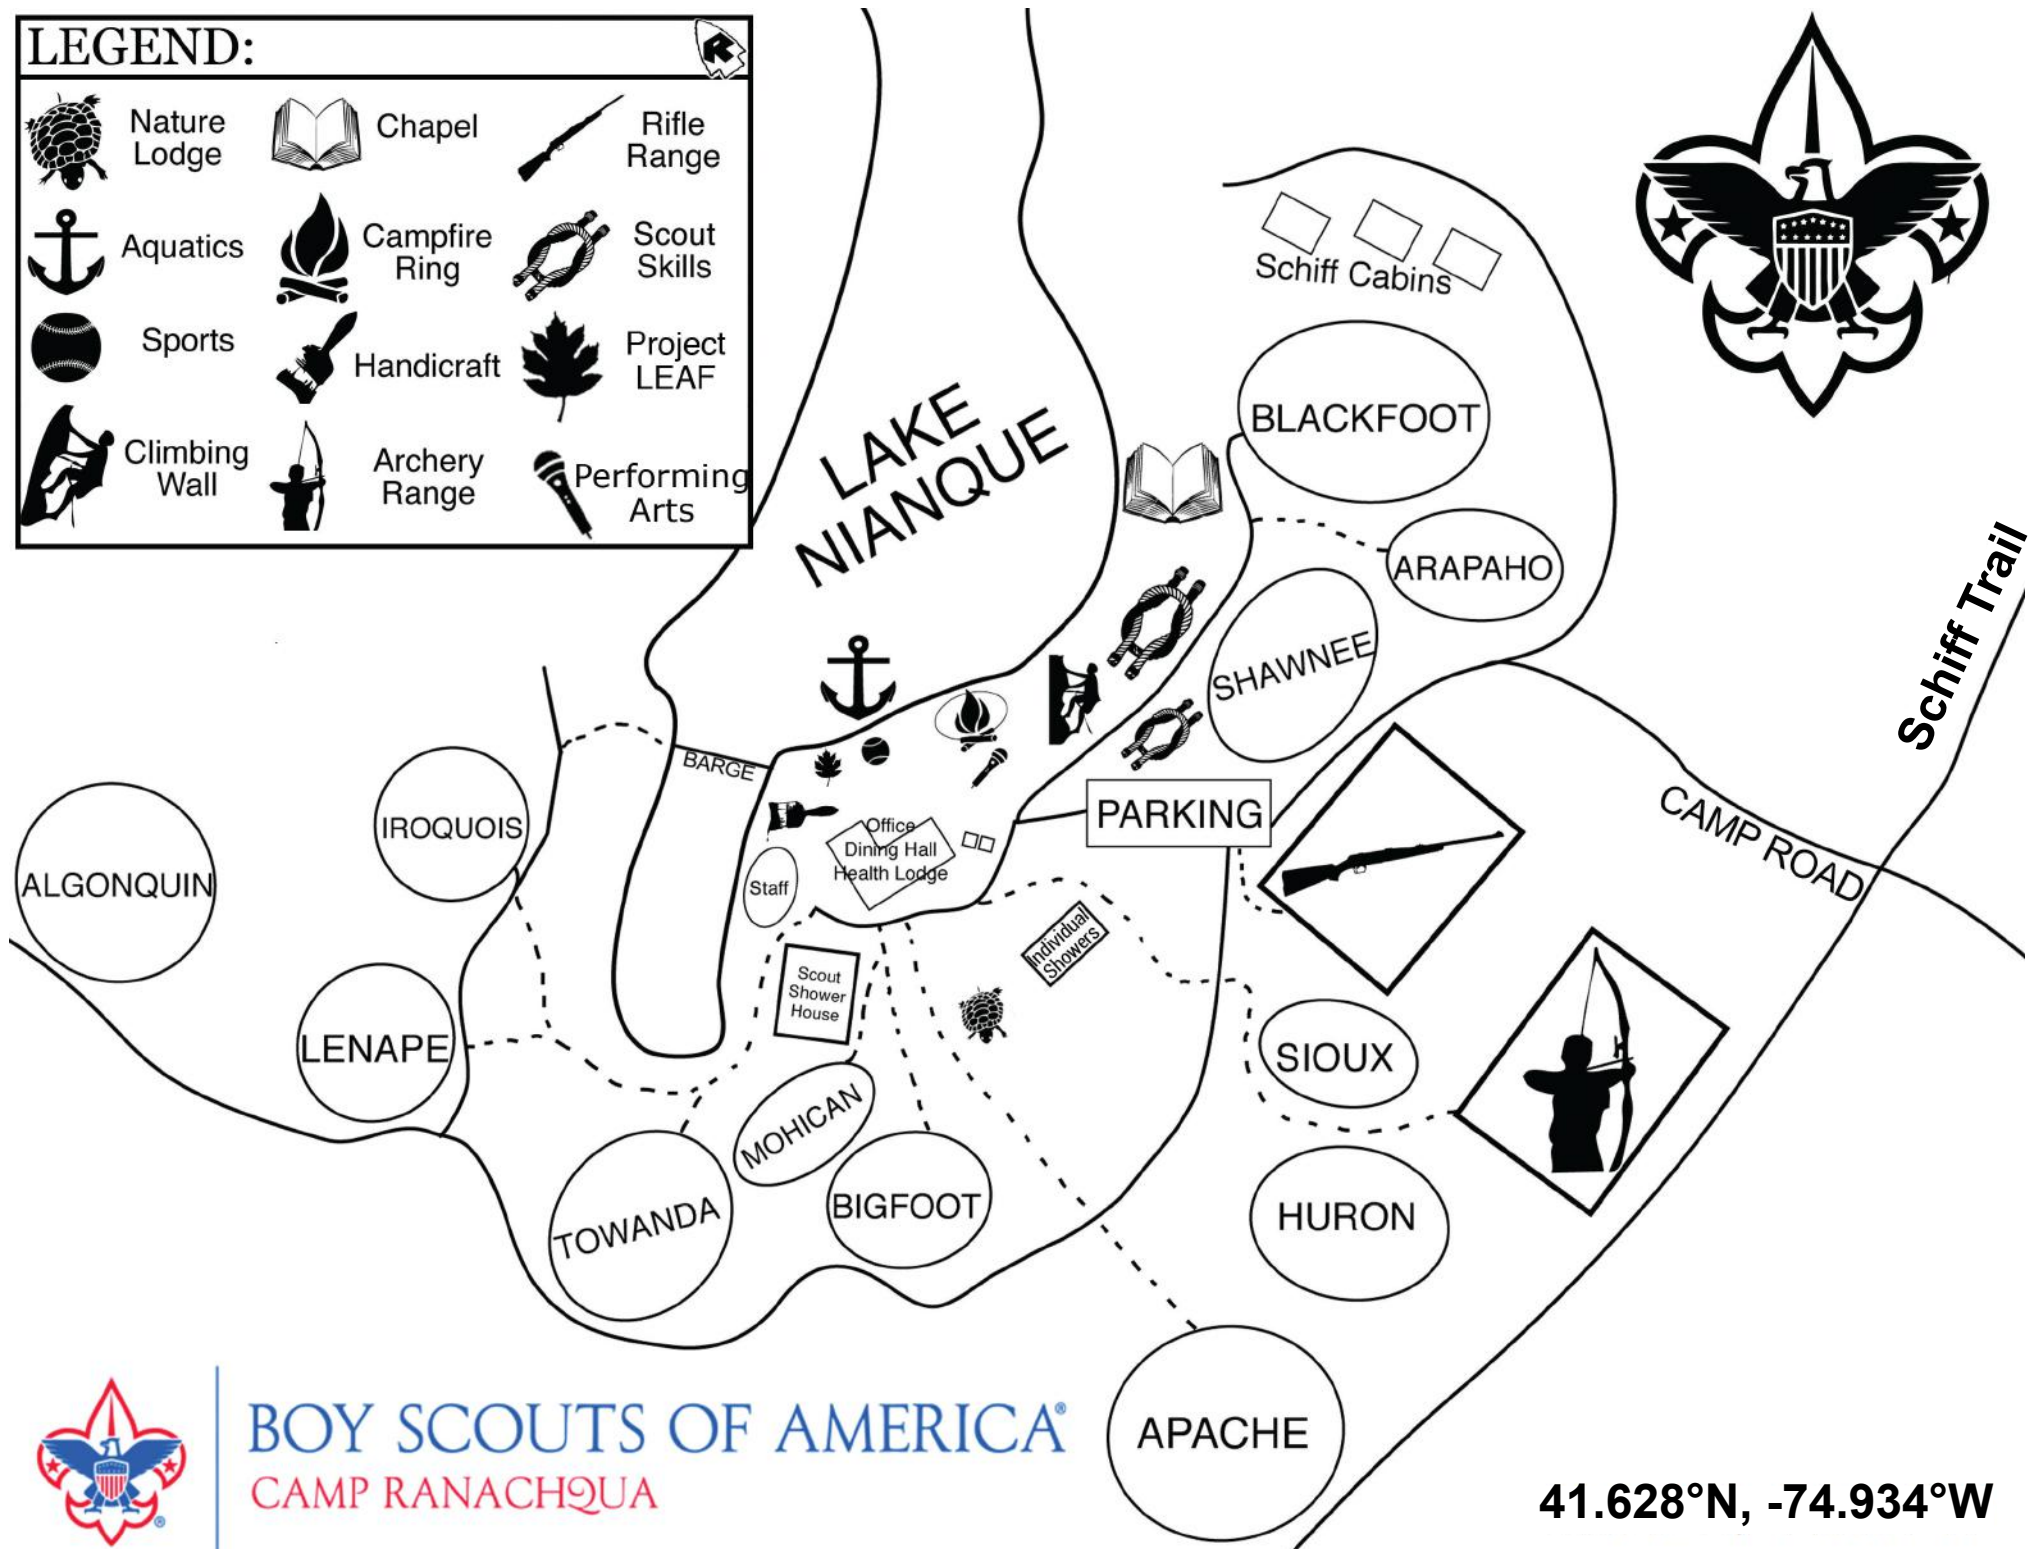 LEGEND:
R
Nature
Lodge
Chapel
Rifle
Range
Aquatics
Campfire
Ring
Scout
Skills
Sports
Handicraft
Project
LEAF
Climbing
Wall
Archery
Range
Performing
Arts
LAKE
NIANQUE
Schiff Cabins
BLACKFOOT
ARAPAHO
SHAWNEE
Schiff Trail
CAMP ROAD
BARGE
PARKING
IROQUOIS
ALGONQUIN
Office
Dining Hall
Health Lodge
Staff
Individual
Showers
Scout
Shower
House
LENAPE
SIOUX
MOHICAN
TOWANDA
BIGFOOT
HURON
APACHE
BOY SCOUTS OF AMERICA®
CAMP RANACHQUA
®
41.628°N, -74.934°W